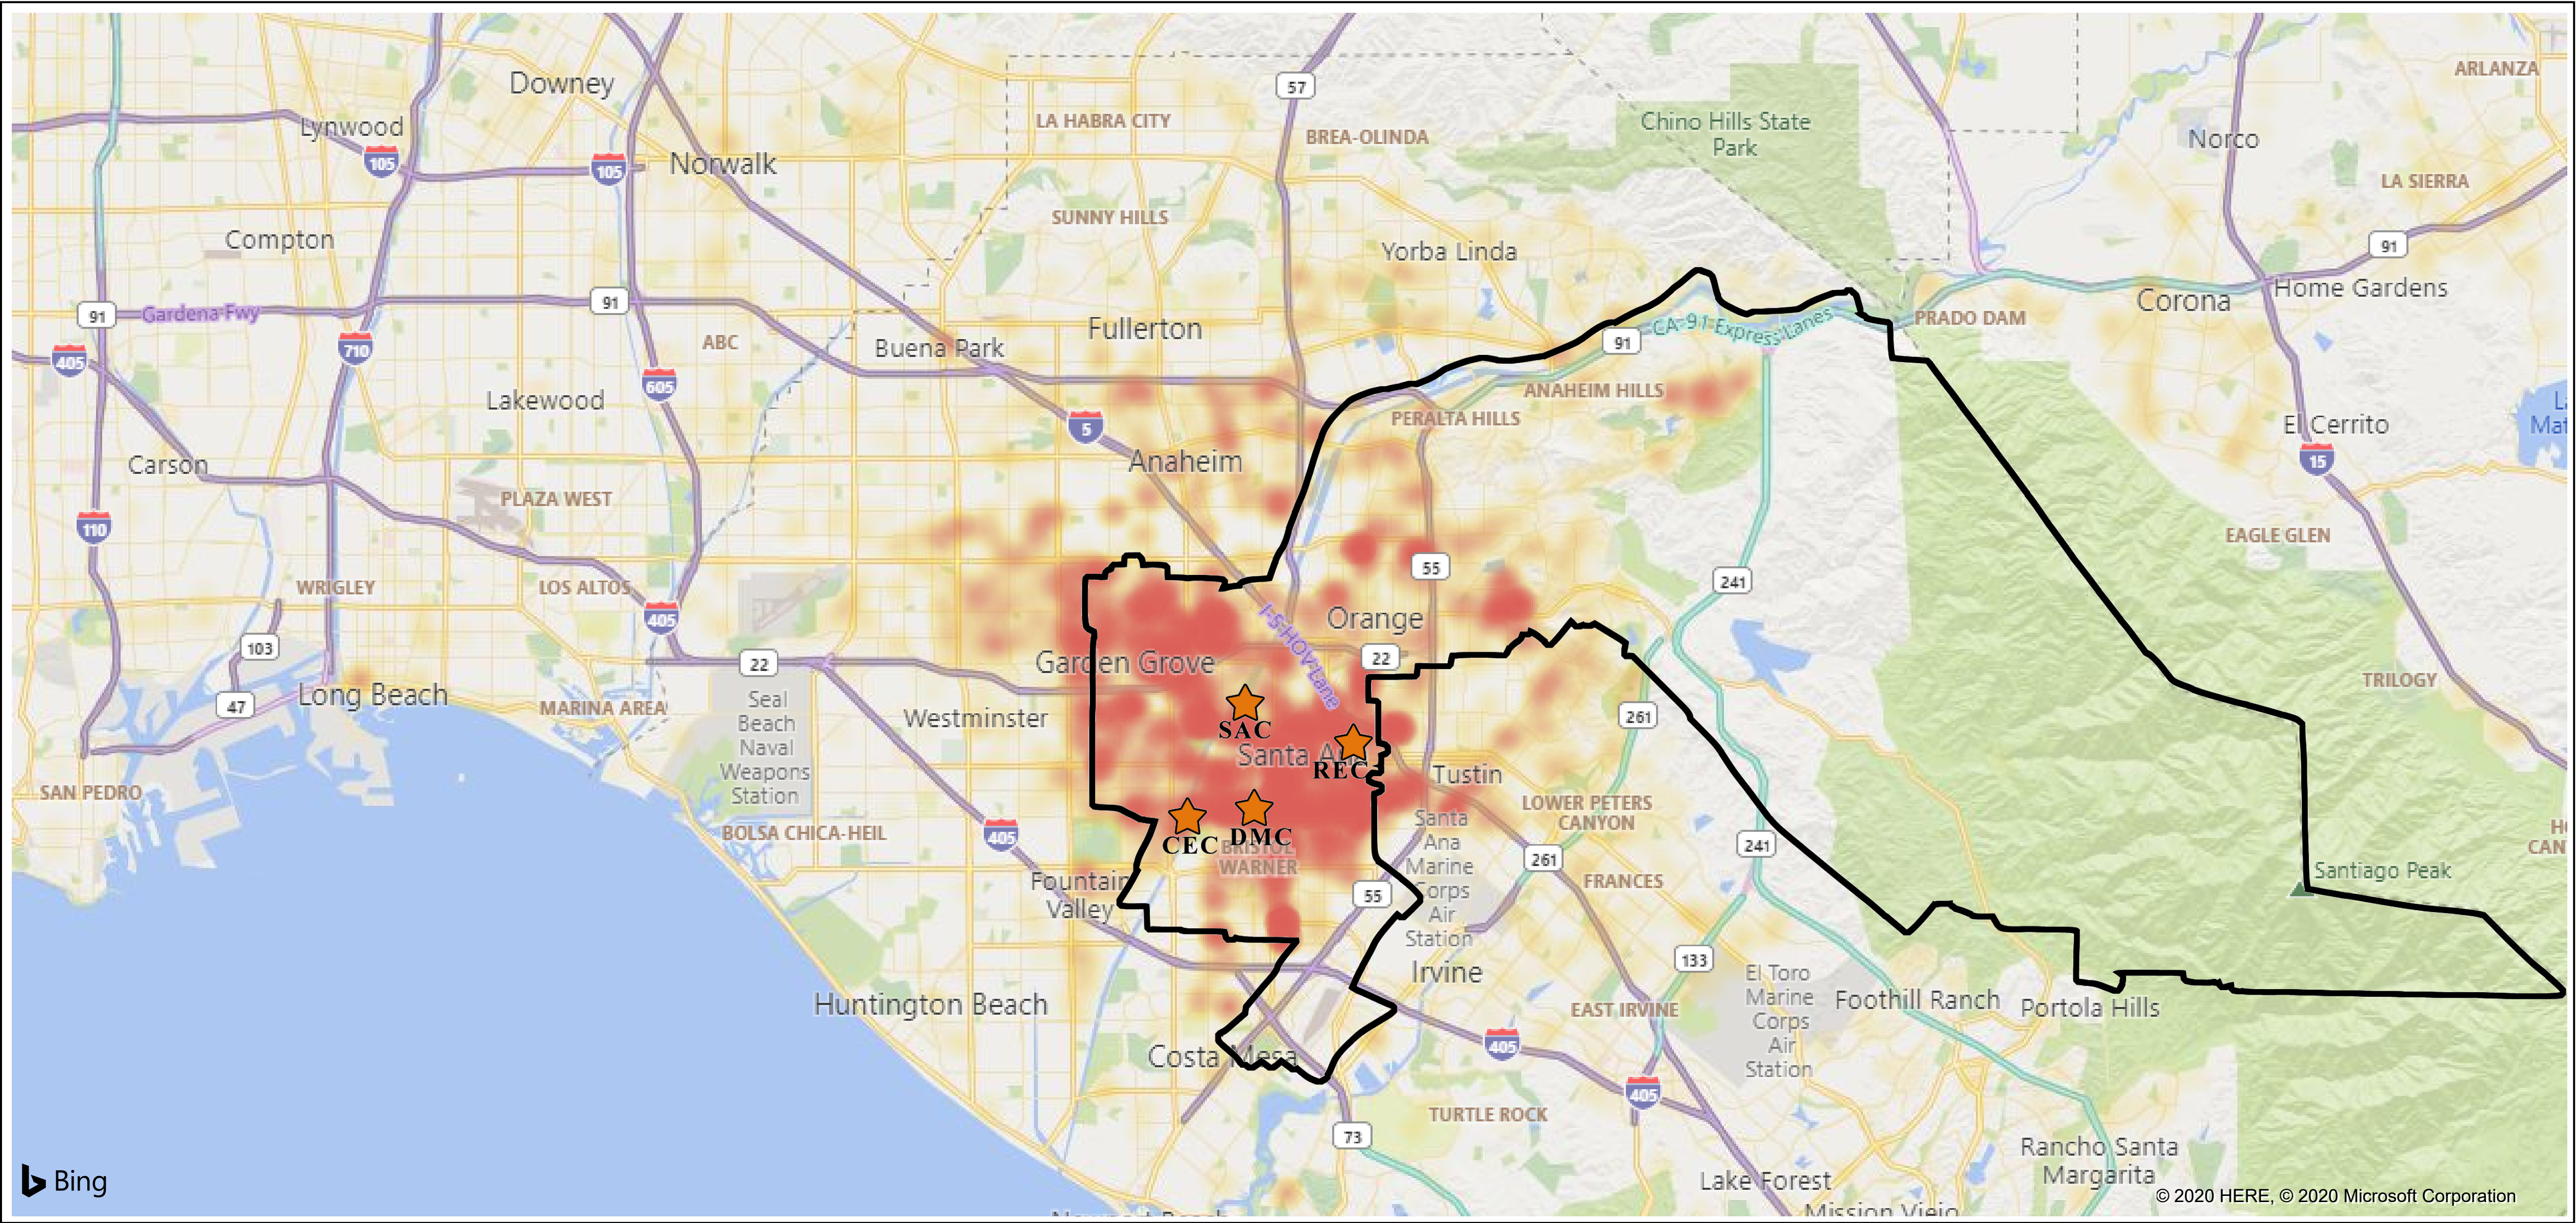 Downey
57
ARLANZA
LA HABRA CITY
BREA-OLINDA
Chino Hills State
Park
Lynwood
105
105
Norwalk
Norco
LA SIERRA
SUNNY HILLS
Compton
Yorba Linda
91
91
Gardena Fwy
91
Corona
Home Gardens
710
ABC
Buena Park
Fullerton
91
CA-91 Express Lanes
PRADO DAM
405
605
Lakewood
ANAHEIM HILLS
PERALTA HILLS
5
El Cerrito
15
Carson
Anaheim
PLAZA WEST
110
EAGLE GLEN
WRIGLEY
LOS ALTOS
55
241
405
I-5 HOV Lane
Orange
103
22
Garden Grove
22
TRILOGY
47
Long Beach
MARINA AREA
Seal
Beach
Naval
Weapons
Station
Westminster
SAC
261
Santa Ana
REC
Tustin
SAN PEDRO
LOWER PETERS
CANYON
BOLSA CHICA-HEIL
405
CEC
DMC
BRISTOL
WARNER
Santa
Ana
Marine
Corps
Air
Station
261
241
Santiago Peak
Fountain
Valley
55
FRANCES
133
Irvine
El Toro
Marine
Corps
Air
Station
Huntington Beach
EAST IRVINE
Foothill Ranch
Portola Hills
Costa Mesa
405
405
TURTLE ROCK
73
Rancho Santa
Margarita
Bing
Lake Forest
© 2020 HERE, © 2020 Microsoft Corporation
Mission Viejo